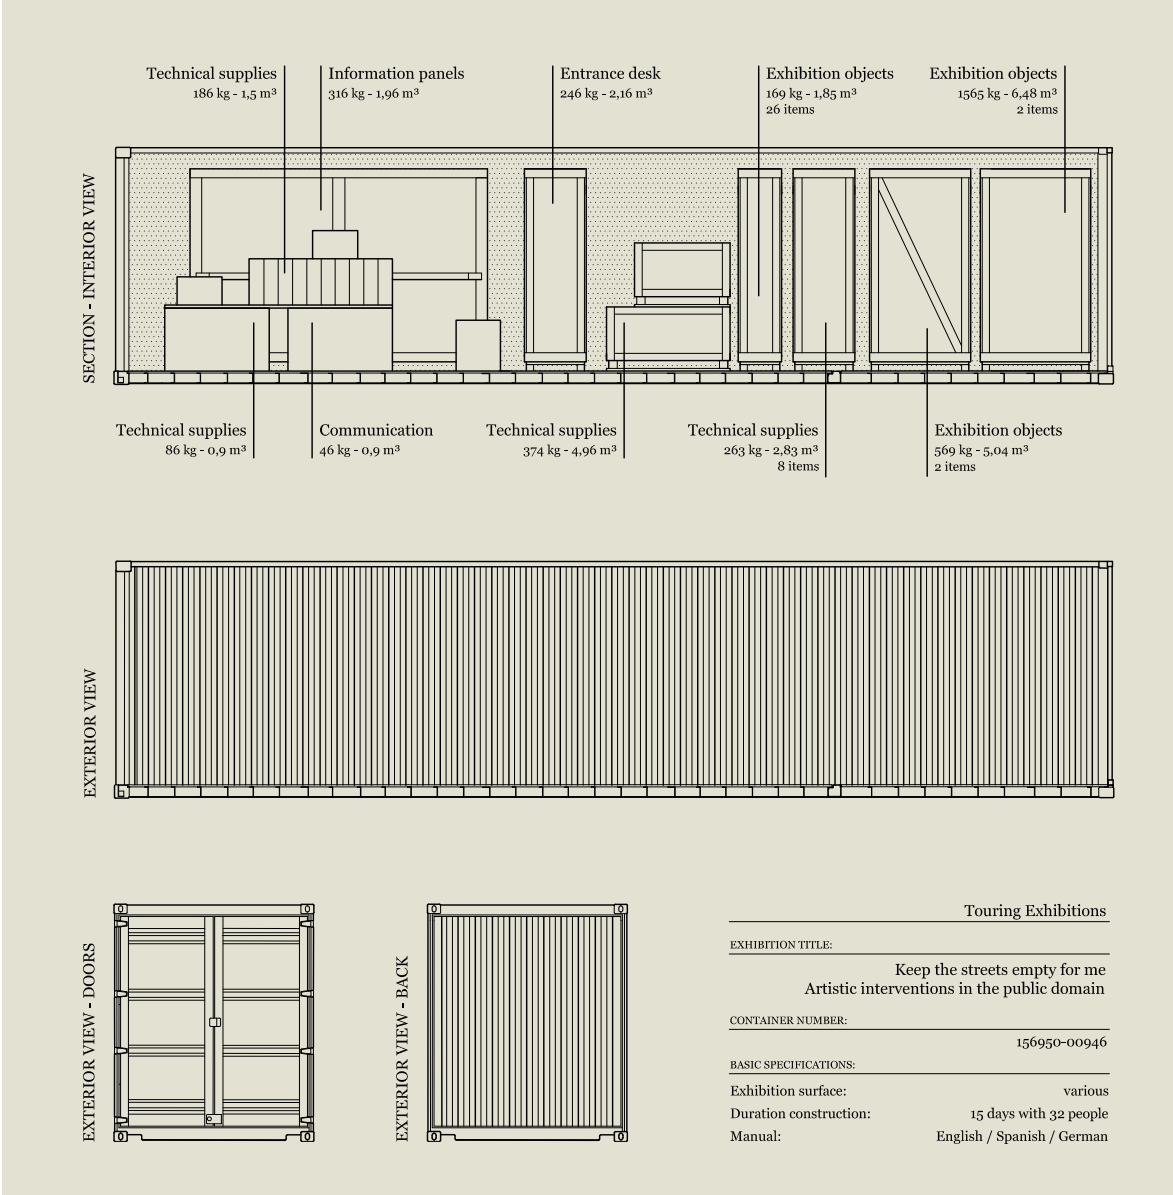 Technical supplies
186 kg - 1,5 m³
Information panels
316 kg - 1,96 m³
Entrance desk
246 kg - 2,16 m³
Exhibition objects
169 kg - 1,85 m³
26 items
Exhibition objects
1565 kg - 6,48 m³
2 items
SECTION - INTERIOR VIEW
Technical supplies
86 kg - 0,9 m³
Communication
46 kg - 0,9 m³
Technical supplies
374 kg - 4,96 m³
Technical supplies
263 kg - 2,83 m³
8 items
Exhibition objects
569 kg - 5,04 m³
2 items
EXTERIOR VIEW
EXTERIOR VIEW - DOORS
EXTERIOR VIEW - BACK
Touring Exhibitions
EXHIBITION TITLE:
Keep the streets empty for me
Artistic interventions in the public domain
CONTAINER NUMBER:
156950-00946
BASIC SPECIFICATIONS:
Exhibition surface: various
Duration construction: 15 days with 32 people
Manual: English / Spanish / German